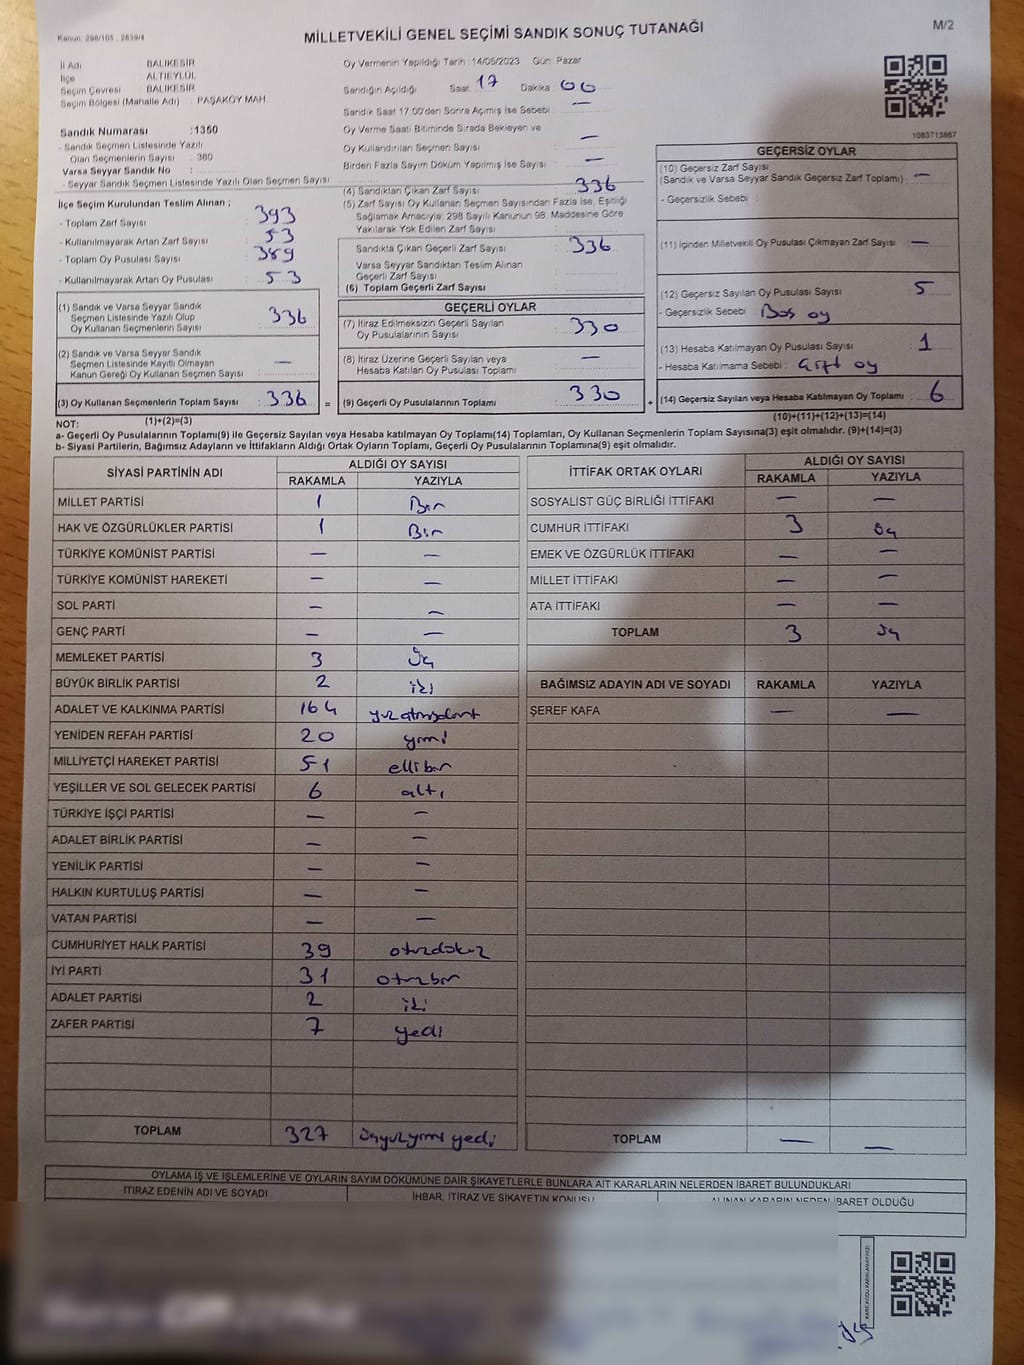 Kanun: 298/105 , 2839/4
MİLLETVEKİLİ GENEL SEÇİMİ SANDIK SONUÇ TUTANAĞI
M/2
İl Adı BALIKESİR
İlçe ALTIEYLÜL
Seçim Çevresi BALIKESİR
Seçim Bölgesi (Mahalle Adı) : PAŞAKÖY MAH.
Sandık Numarası :1350
- Sandık Seçmen Listesinde Yazılı
Olan Seçmenlerin Sayısı : 380
Varsa Seyyar Sandık No :
- Seyyar Sandık Seçmen Listesinde Yazılı Olan Seçmen Sayısı
Oy Vermenin Yapıldığı Tarih :14/05/2023 Gün: Pazar
Sandığın Açıldığı Saat 17 Dakika 00
Sandık Saat 17:00'den Sonra Açılmış İse Sebebi : —
Oy Verme Saati Bitiminde Sırada Bekleyen ve
Oy Kullandırılan Seçmen Sayısı : —
Birden Fazla Sayım Döküm Yapılmış İse Sayısı : —
1083713867
İlçe Seçim Kurulundan Teslim Alınan ;
- Toplam Zarf Sayısı : 393
- Kullanılmayarak Artan Zarf Sayısı : 53
- Toplam Oy Pusulası Sayısı : 389
- Kullanılmayarak Artan Oy Pusulası : 53
(1) Sandık ve Varsa Seyyar Sandık
Seçmen Listesinde Yazılı Olup
Oy Kullanan Seçmenlerin Sayısı : 336
(2) Sandık ve Varsa Seyyar Sandık
Seçmen Listesinde Kayıtlı Olmayan
Kanun Gereği Oy Kullanan Seçmen Sayısı : —
(3) Oy Kullanan Seçmenlerin Toplam Sayısı : 336 =
(1)+(2)=(3)
(4) Sandıktan Çıkan Zarf Sayısı : 336
(5) Zarf Sayısı Oy Kullanan Seçmen Sayısından Fazla İse, Eşitliği
Sağlamak Amacıyla; 298 Sayılı Kanunun 98. Maddesine Göre
Yakılarak Yok Edilen Zarf Sayısı :
Sandıkta Çıkan Geçerli Zarf Sayısı : 336
Varsa Seyyar Sandıktan Teslim Alınan
Geçerli Zarf Sayısı :
(6) Toplam Geçerli Zarf Sayısı :
GEÇERLİ OYLAR
(7) İtiraz Edilmeksizin Geçerli Sayılan
Oy Pusulalarının Sayısı : 330
(8) İtiraz Üzerine Geçerli Sayılan veya
Hesaba Katılan Oy Pusulası Toplamı : —
(9) Geçerli Oy Pusulalarının Toplamı : 330 +
GEÇERSİZ OYLAR
(10) Geçersiz Zarf Sayısı
(Sandık ve Varsa Seyyar Sandık Geçersiz Zarf Toplamı) : —
- Geçersizlik Sebebi :
(11) İçinden Milletvekili Oy Pusulası Çıkmayan Zarf Sayısı : —
(12) Geçersiz Sayılan Oy Pusulası Sayısı : 5
- Geçersizlik Sebebi : Boş oy
(13) Hesaba Katılmayan Oy Pusulası Sayısı : 1
- Hesaba Katılmama Sebebi : Çift oy
(14) Geçersiz Sayılan veya Hesaba Katılmayan Oy Toplamı : 6
(10)+(11)+(12)+(13)=(14)
NOT:
a- Geçerli Oy Pusulalarının Toplamı(9) ile Geçersiz Sayılan veya Hesaba katılmayan Oy Toplamı(14) Toplamları, Oy Kullanan Seçmenlerin Toplam Sayısına(3) eşit olmalıdır. (9)+(14)=(3)
b- Siyasi Partilerin, Bağımsız Adayların ve İttifakların Aldığı Ortak Oyların Toplamı, Geçerli Oy Pusulalarının Toplamına(9) eşit olmalıdır.
SİYASİ PARTİNİN ADI ALDIĞI OY SAYISI
RAKAMLA YAZIYLA
MİLLET PARTİSİ 1 Bir
HAK VE ÖZGÜRLÜKLER PARTİSİ 1 Bir
TÜRKİYE KOMÜNİST PARTİSİ — —
TÜRKİYE KOMÜNİST HAREKETİ — —
SOL PARTİ — —
GENÇ PARTİ — —
MEMLEKET PARTİSİ 3 Üç
BÜYÜK BİRLİK PARTİSİ 2 iki
ADALET VE KALKINMA PARTİSİ 164 yüzatmışdört
YENİDEN REFAH PARTİSİ 20 yirmi
MİLLİYETÇİ HAREKET PARTİSİ 51 ellibir
YEŞİLLER VE SOL GELECEK PARTİSİ 6 altı
TÜRKİYE İŞÇİ PARTİSİ — —
ADALET BİRLİK PARTİSİ — —
YENİLİK PARTİSİ — —
HALKIN KURTULUŞ PARTİSİ — —
VATAN PARTİSİ — —
CUMHURİYET HALK PARTİSİ 39 otuzdokuz
İYİ PARTİ 31 otuzbir
ADALET PARTİSİ 2 iki
ZAFER PARTİSİ 7 yedi
TOPLAM 327 üçyüzyirmi yedi
İTTİFAK ORTAK OYLARI ALDIĞI OY SAYISI
RAKAMLA YAZIYLA
SOSYALİST GÜÇ BİRLİĞİ İTTİFAKI — —
CUMHUR İTTİFAKI 3 üç
EMEK VE ÖZGÜRLÜK İTTİFAKI — —
MİLLET İTTİFAKI — —
ATA İTTİFAKI — —
TOPLAM 3 üç
BAĞIMSIZ ADAYIN ADI VE SOYADI RAKAMLA YAZIYLA
ŞEREF KAFA — —
TOPLAM — —
OYLAMA İŞ VE İŞLEMLERİNE VE OYLARIN SAYIM DÖKÜMÜNE DAİR ŞİKAYETLERLE BUNLARA AİT KARARLARIN NELERDEN İBARET BULUNDUKLARI
İTİRAZ EDENİN ADI VE SOYADI İHBAR, İTİRAZ VE ŞİKAYETİN KONUSU ALINAN KARARIN NEDEN İBARET OLDUĞU